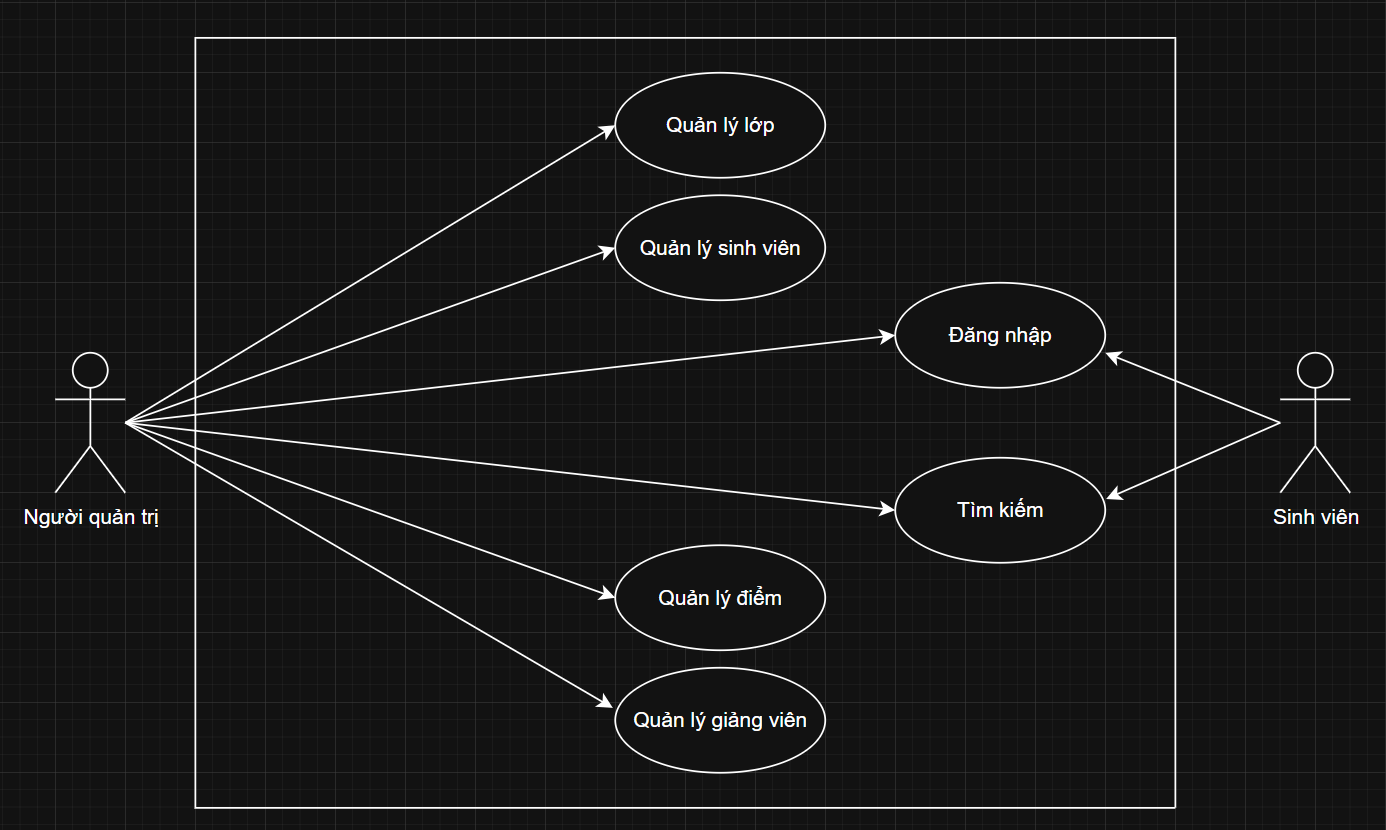 Quản lý lớp
Quản lý sinh viên
Đăng nhập
Người quản trị
Sinh viên
Tìm kiếm
Quản lý điểm
Quản lý giảng viên